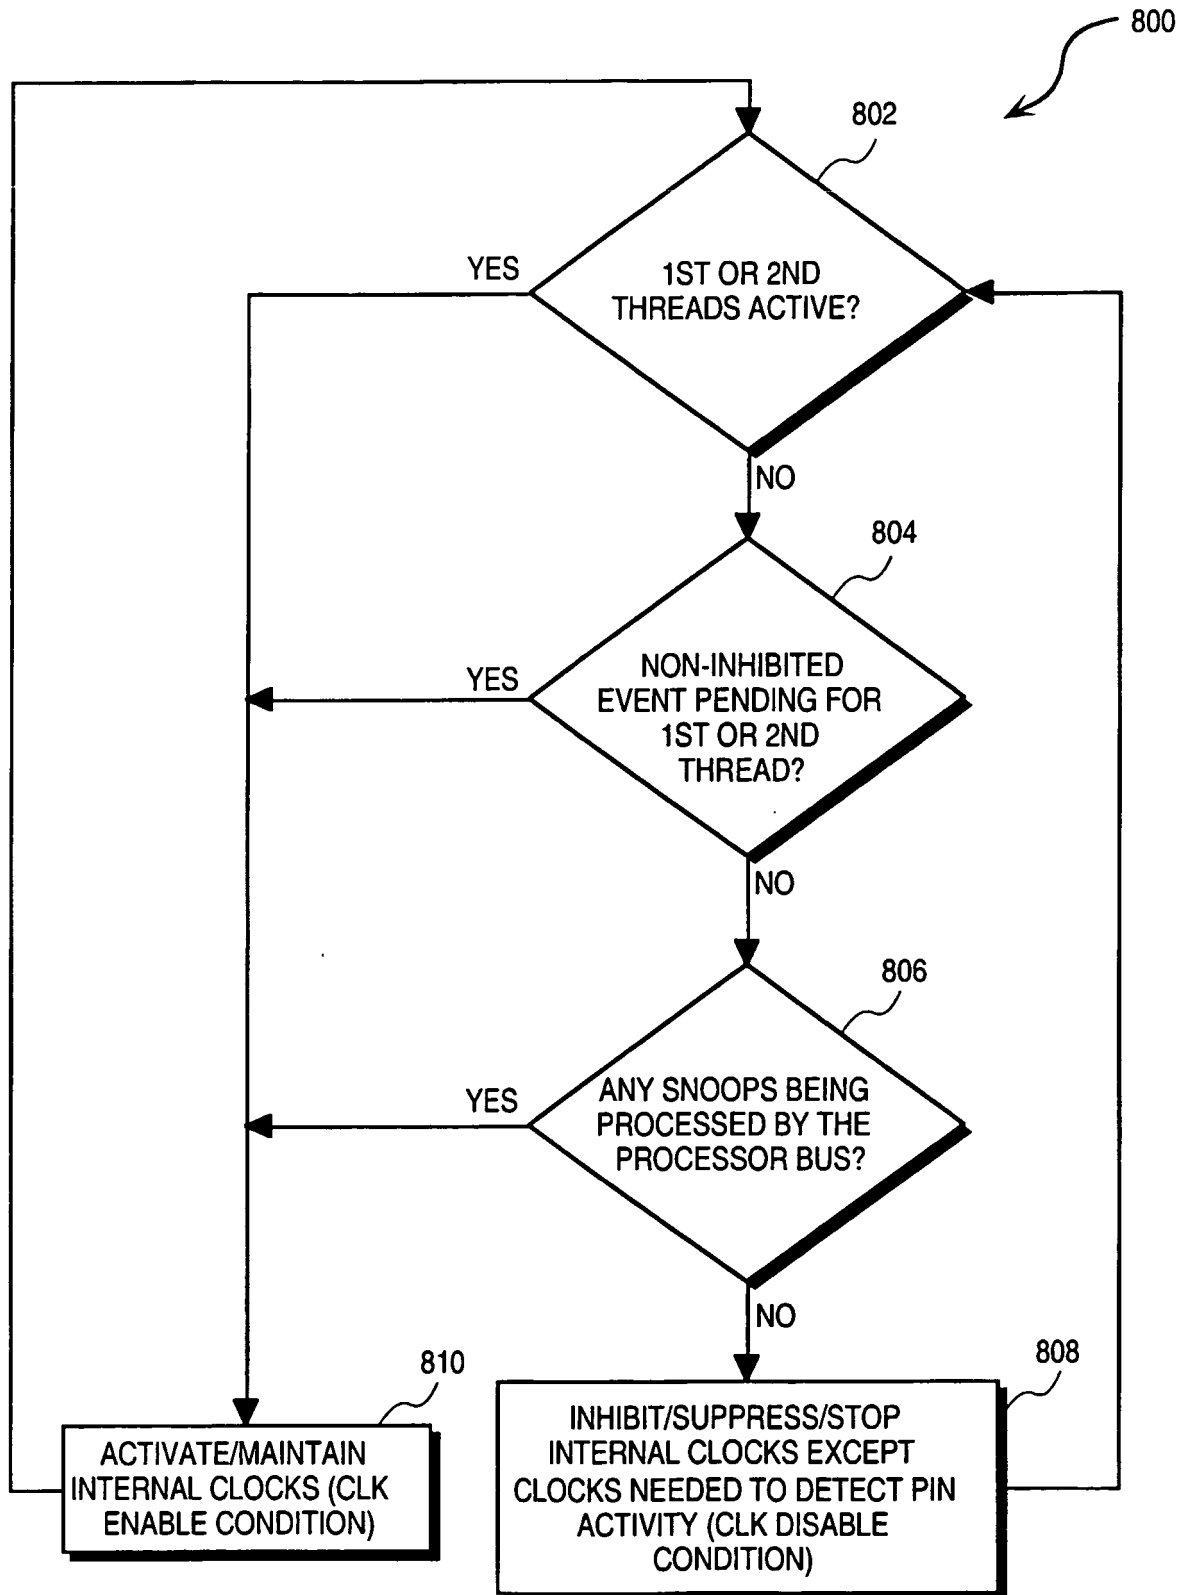 800
802
YES
1ST OR 2ND
THREADS ACTIVE?
NO
804
YES
NON-INHIBITED
EVENT PENDING FOR
1ST OR 2ND
THREAD?
NO
806
YES
ANY SNOOPS BEING
PROCESSED BY THE
PROCESSOR BUS?
NO
810
ACTIVATE/MAINTAIN
INTERNAL CLOCKS (CLK
ENABLE CONDITION)
808
INHIBIT/SUPPRESS/STOP
INTERNAL CLOCKS EXCEPT
CLOCKS NEEDED TO DETECT PIN
ACTIVITY (CLK DISABLE
CONDITION)